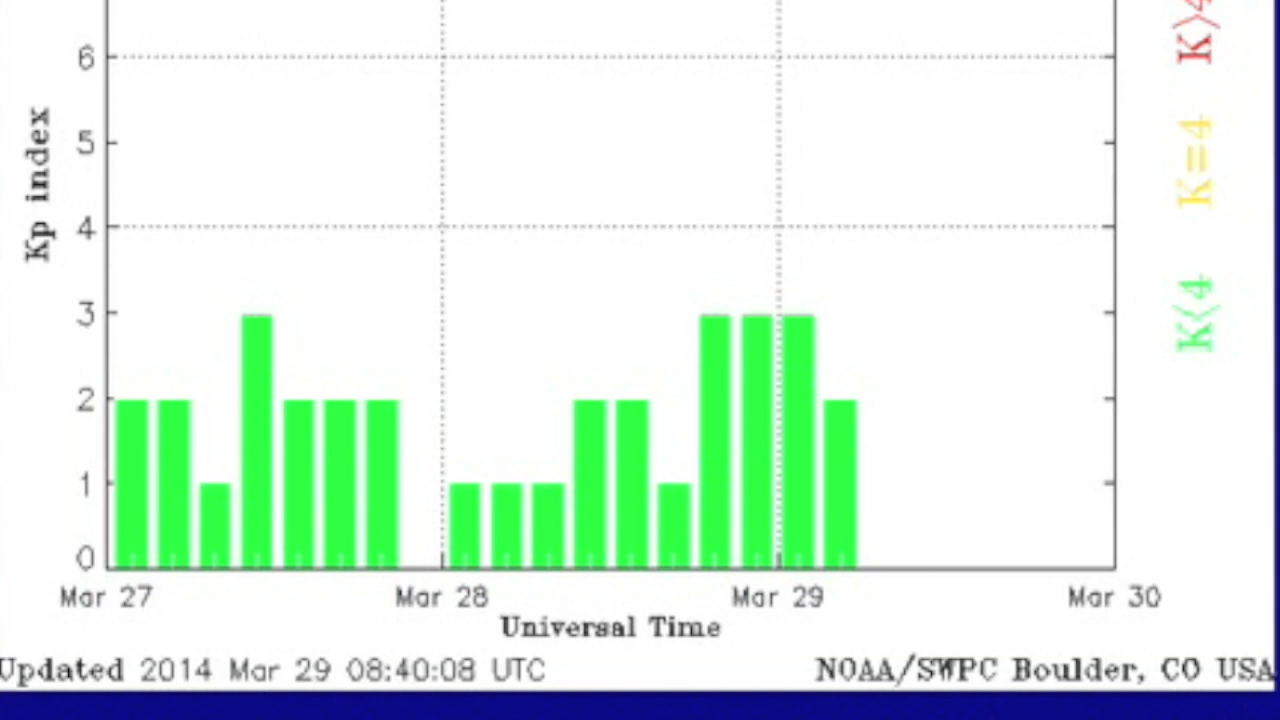 K>4
6
5
4
3
2
1
0
Kp index
K=4
K<4
Mar 27 Mar 28 Mar 29 Mar 30
Universal Time
Updated 2014 Mar 29 08:40:08 UTC NOAA/SWPC Boulder, CO USA